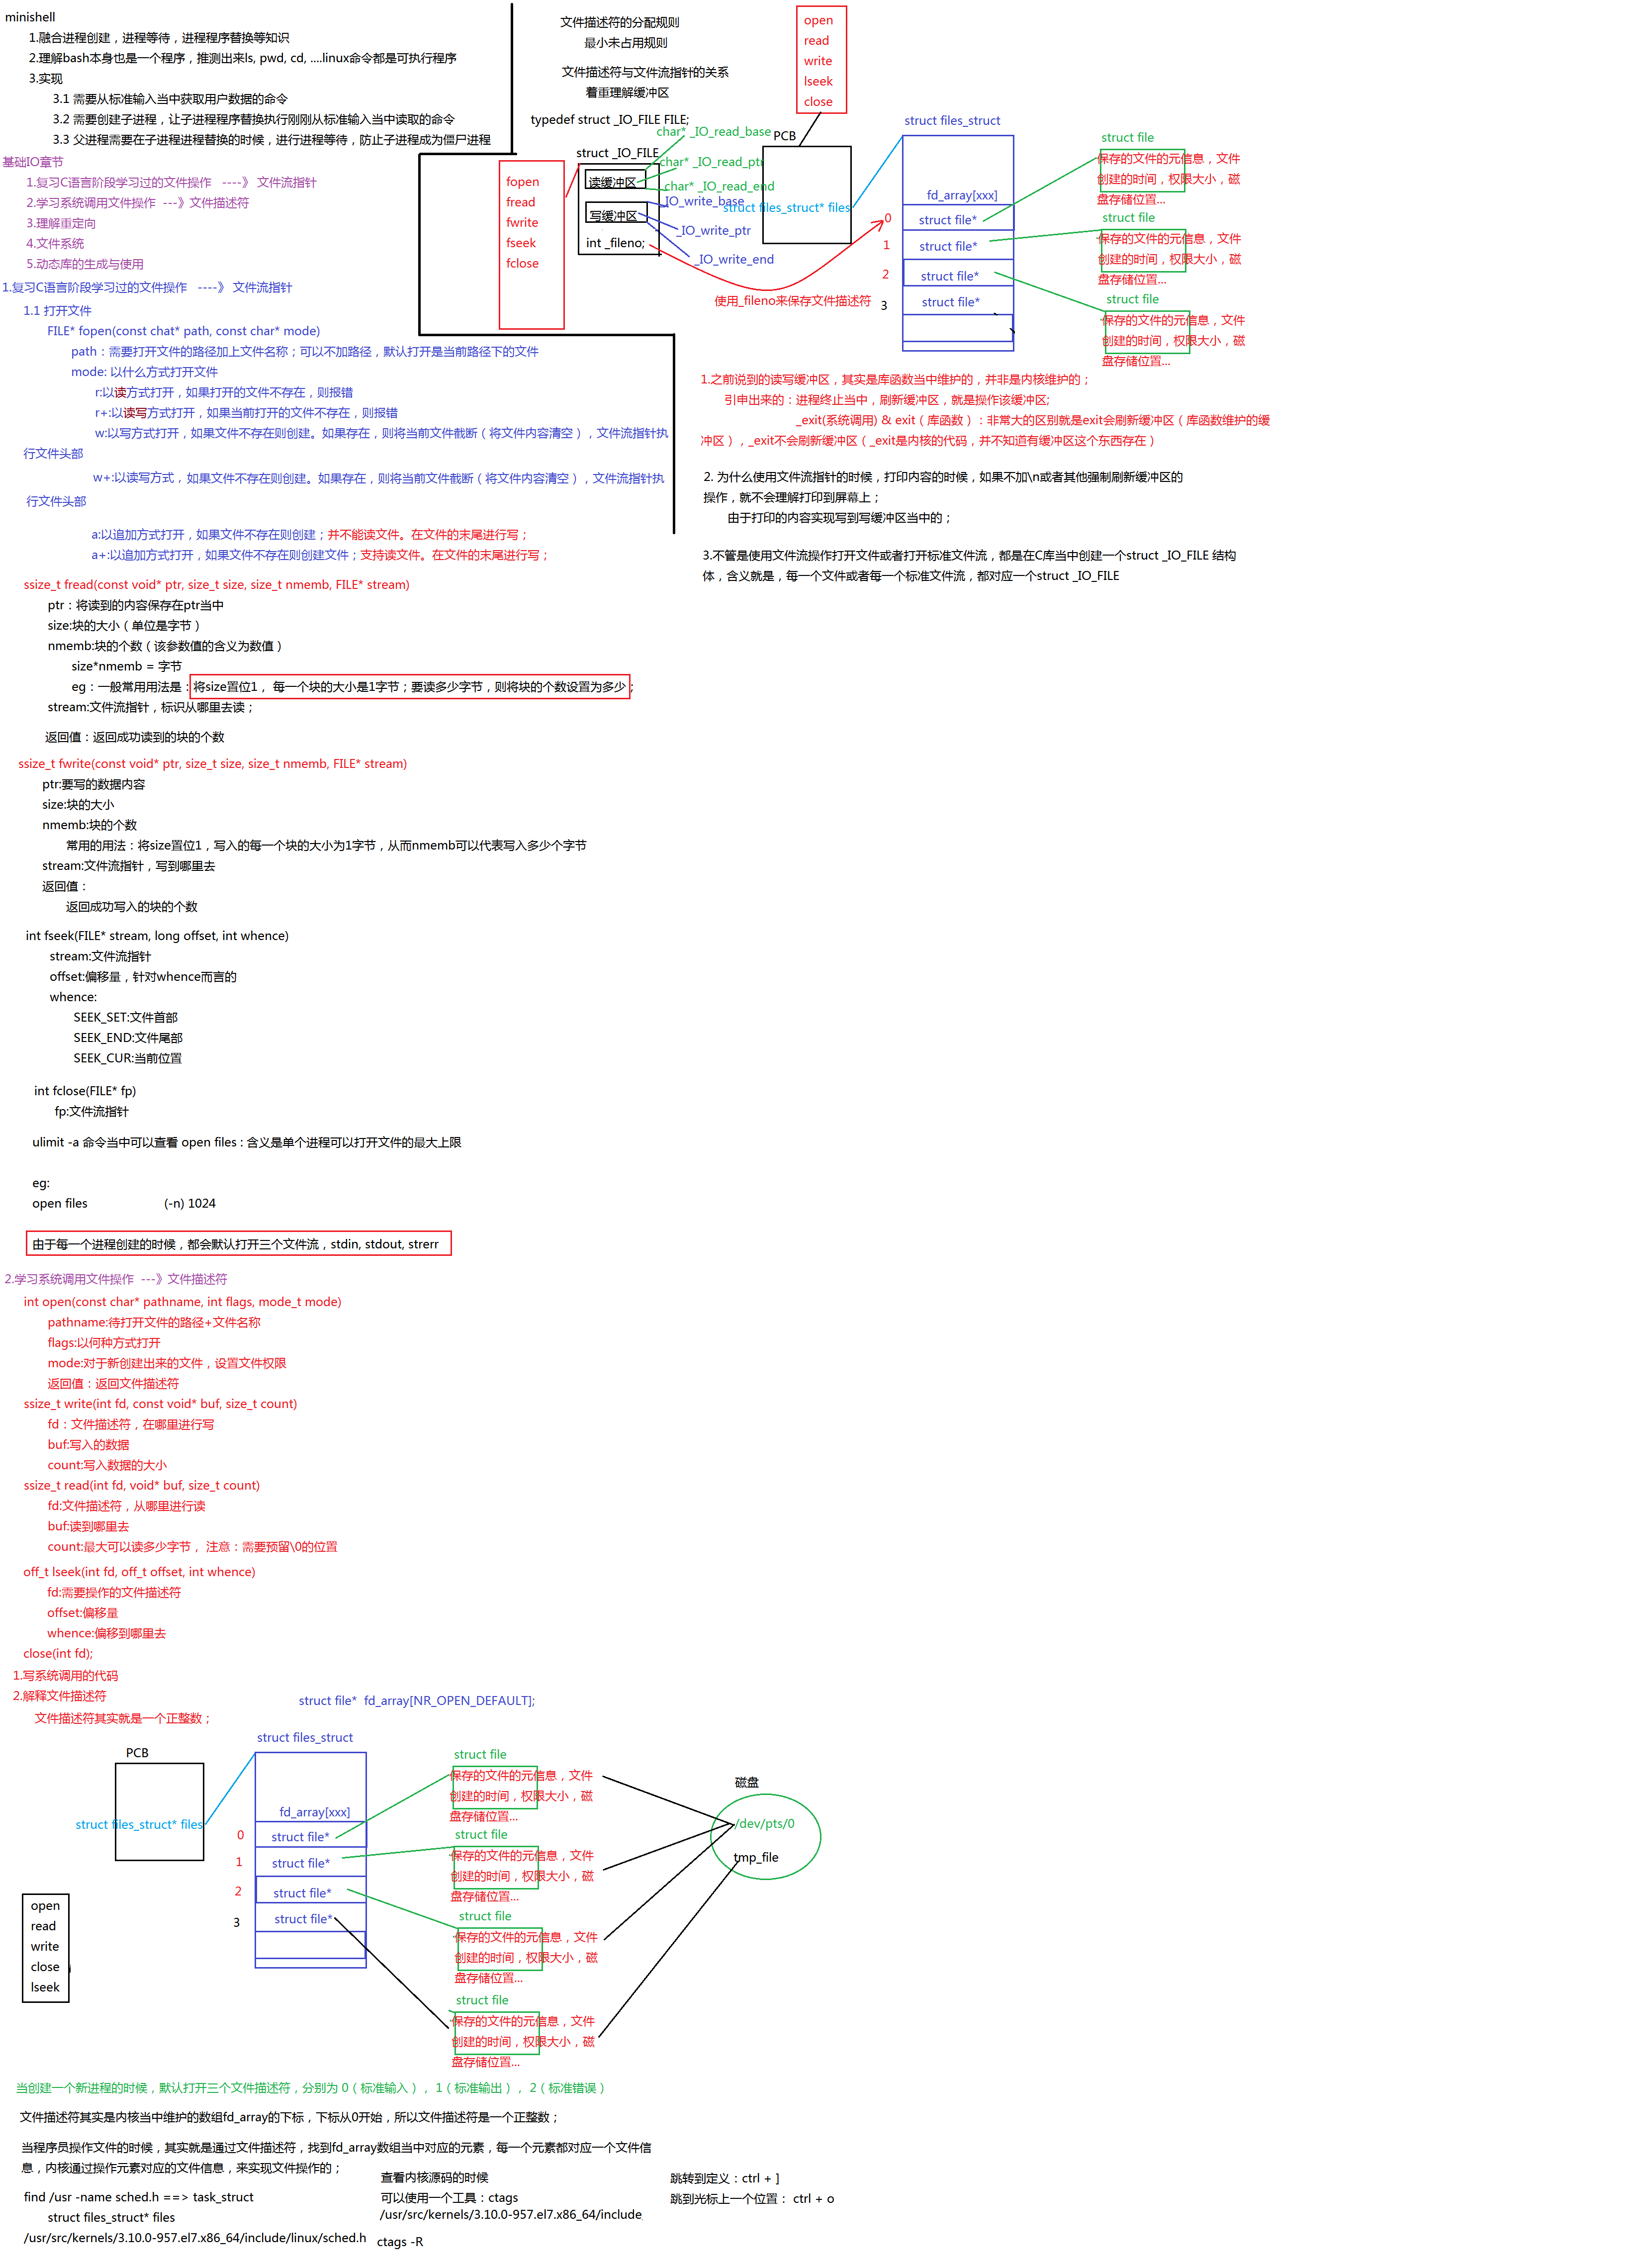 minishell
1.融合进程创建，进程等待，进程程序替换等知识
2.理解bash本身也是一个程序，推测出来ls, pwd, cd, ....linux命令都是可执行程序
3.实现
3.1 需要从标准输入当中获取用户数据的命令
3.2 需要创建子进程，让子进程程序替换执行刚刚从标准输入当中读取的命令
3.3 父进程需要在子进程进程替换的时候，进行进程等待，防止子进程成为僵尸进程
基础IO章节
1.复习C语言阶段学习过的文件操作 ----》 文件流指针
2.学习系统调用文件操作 ---》文件描述符
3.理解重定向
4.文件系统
5.动态库的生成与使用
1.复习C语言阶段学习过的文件操作 ----》 文件流指针
1.1 打开文件
FILE* fopen(const chat* path, const char* mode)
path：需要打开文件的路径加上文件名称；可以不加路径，默认打开是当前路径下的文件
mode: 以什么方式打开文件
r:以读方式打开，如果打开的文件不存在，则报错
r+:以读写方式打开，如果当前打开的文件不存在，则报错
w:以写方式打开，如果文件不存在则创建。如果存在，则将当前文件截断（将文件内容清空），文件流指针执
行文件头部
w+:以读写方式，如果文件不存在则创建。如果存在，则将当前文件截断（将文件内容清空），文件流指针执
行文件头部
a:以追加方式打开，如果文件不存在则创建；并不能读文件。在文件的末尾进行写；
a+:以追加方式打开，如果文件不存在则创建文件；支持读文件。在文件的末尾进行写；
ssize_t fread(const void* ptr, size_t size, size_t nmemb, FILE* stream)
ptr：将读到的内容保存在ptr当中
size:块的大小（单位是字节）
nmemb:块的个数（该参数值的含义为数值）
size*nmemb = 字节
eg：一般常用用法是：将size置位1， 每一个块的大小是1字节；要读多少字节，则将块的个数设置为多少；
stream:文件流指针，标识从哪里去读；
返回值：返回成功读到的块的个数
ssize_t fwrite(const void* ptr, size_t size, size_t nmemb, FILE* stream)
ptr:要写的数据内容
size:块的大小
nmemb:块的个数
常用的用法：将size置位1，写入的每一个块的大小为1字节，从而nmemb可以代表写入多少个字节
stream:文件流指针，写到哪里去
返回值：
返回成功写入的块的个数
int fseek(FILE* stream, long offset, int whence)
stream:文件流指针
offset:偏移量，针对whence而言的
whence:
SEEK_SET:文件首部
SEEK_END:文件尾部
SEEK_CUR:当前位置
int fclose(FILE* fp)
fp:文件流指针
ulimit -a 命令当中可以查看 open files : 含义是单个进程可以打开文件的最大上限
eg:
open files (-n) 1024
由于每一个进程创建的时候，都会默认打开三个文件流，stdin, stdout, strerr
2.学习系统调用文件操作 ---》文件描述符
int open(const char* pathname, int flags, mode_t mode)
pathname:待打开文件的路径+文件名称
flags:以何种方式打开
mode:对于新创建出来的文件，设置文件权限
返回值：返回文件描述符
ssize_t write(int fd, const void* buf, size_t count)
fd：文件描述符，在哪里进行写
buf:写入的数据
count:写入数据的大小
ssize_t read(int fd, void* buf, size_t count)
fd:文件描述符，从哪里进行读
buf:读到哪里去
count:最大可以读多少字节， 注意：需要预留\0的位置
off_t lseek(int fd, off_t offset, int whence)
fd:需要操作的文件描述符
offset:偏移量
whence:偏移到哪里去
close(int fd);
1.写系统调用的代码
2.解释文件描述符
文件描述符其实就是一个正整数；
struct file* fd_array[NR_OPEN_DEFAULT];
struct files_struct
PCB
struct files_struct* files
fd_array[xxx]
0 struct file*
1 struct file*
2 struct file*
3 struct file*
struct file
保存的文件的元信息，文件
创建的时间，权限大小，磁
盘存储位置...
struct file
保存的文件的元信息，文件
创建的时间，权限大小，磁
盘存储位置...
struct file
保存的文件的元信息，文件
创建的时间，权限大小，磁
盘存储位置...
struct file
保存的文件的元信息，文件
创建的时间，权限大小，磁
盘存储位置...
磁盘
/dev/pts/0
tmp_file
open
read
write
close
lseek
当创建一个新进程的时候，默认打开三个文件描述符，分别为 0（标准输入），1（标准输出），2（标准错误）
文件描述符其实是内核当中维护的数组fd_array的下标，下标从0开始，所以文件描述符是一个正整数；
当程序员操作文件的时候，其实就是通过文件描述符，找到fd_array数组当中对应的元素，每一个元素都对应一个文件信
息，内核通过操作元素对应的文件信息，来实现文件操作的；
find /usr -name sched.h ==> task_struct
struct files_struct* files
/usr/src/kernels/3.10.0-957.el7.x86_64/include/linux/sched.h
查看内核源码的时候
可以使用一个工具：ctags
/usr/src/kernels/3.10.0-957.el7.x86_64/include
ctags -R
跳转到定义：ctrl + ]
跳到光标上一个位置： ctrl + o
文件描述符的分配规则
最小未占用规则
文件描述符与文件流指针的关系
着重理解缓冲区
typedef struct _IO_FILE FILE;
struct _IO_FILE
fopen
fread
fwrite
fseek
fclose
读缓冲区
写缓冲区
int _fileno;
char* _IO_read_base
char* _IO_read_ptr
char* _IO_read_end
_IO_write_base
_IO_write_ptr
_IO_write_end
使用_fileno来保存文件描述符
open
read
write
lseek
close
PCB
struct files_struct* files
struct files_struct
fd_array[xxx]
0 struct file*
1 struct file*
2 struct file*
3 struct file*
struct file
保存的文件的元信息，文件
创建的时间，权限大小，磁
盘存储位置...
struct file
保存的文件的元信息，文件
创建的时间，权限大小，磁
盘存储位置...
struct file
保存的文件的元信息，文件
创建的时间，权限大小，磁
盘存储位置...
1.之前说到的读写缓冲区，其实是库函数当中维护的，并非是内核维护的；
引申出来的：进程终止当中，刷新缓冲区，就是操作该缓冲区;
_exit(系统调用) & exit（库函数）：非常大的区别就是exit会刷新缓冲区（库函数维护的缓
冲区），_exit不会刷新缓冲区（_exit是内核的代码，并不知道有缓冲区这个东西存在）
2. 为什么使用文件流指针的时候，打印内容的时候，如果不加\n或者其他强制刷新缓冲区的
操作，就不会理解打印到屏幕上；
由于打印的内容实现写到写缓冲区当中的；
3.不管是使用文件流操作打开文件或者打开标准文件流，都是在C库当中创建一个struct _IO_FILE 结构
体，含义就是，每一个文件或者每一个标准文件流，都对应一个struct _IO_FILE